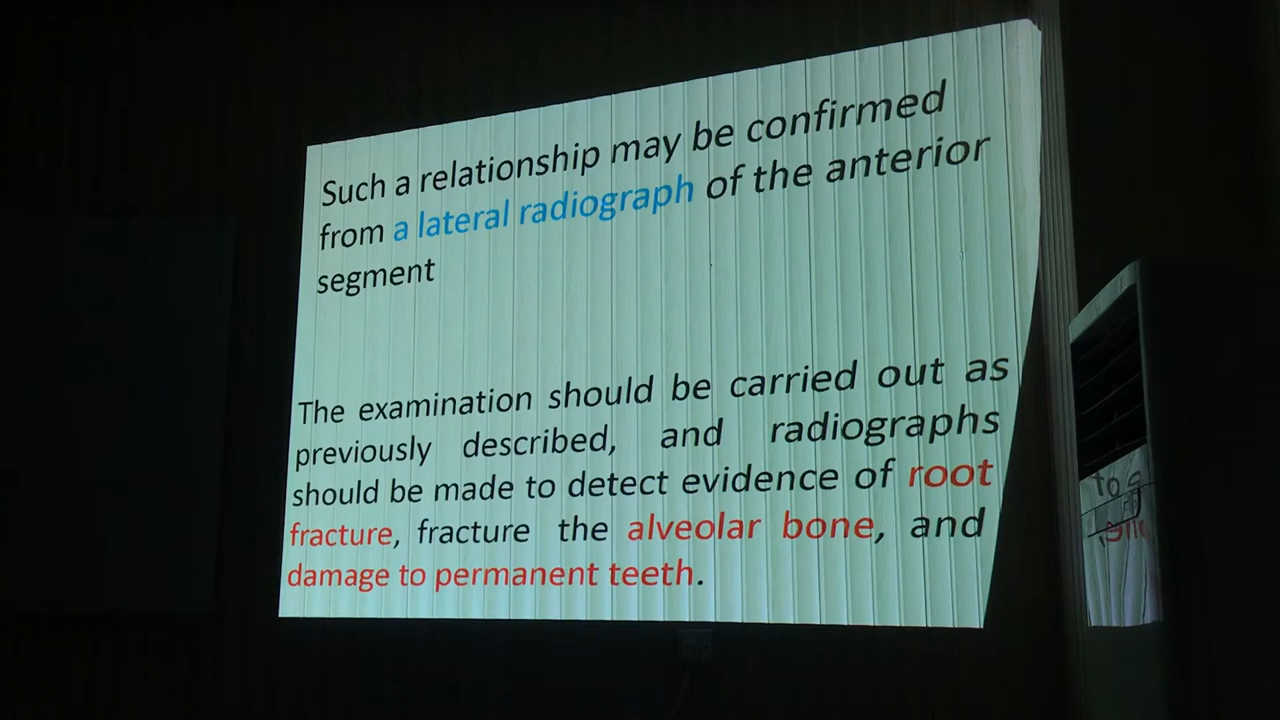 Such a relationship may be confirmed
from a lateral radiograph of the anterior
segment
The examination should be carried out as
previously described, and radiographs
should be made to detect evidence of root
fracture, fracture the alveolar bone, and
damage to permanent teeth.
to s